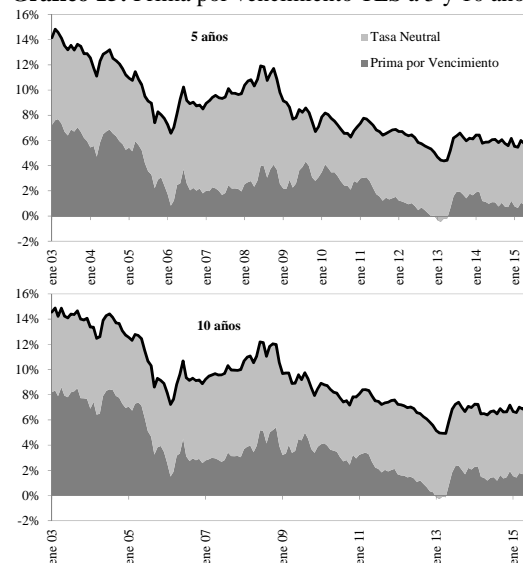 Prima por vencimiento TES a 5 y 10
16%
14%
12%
10%
8%
6%
4%
2%
0%
-2%
5 años
Tasa Neutral
Prima por Vencimiento
ene 03
ene 04
ene 05
ene 06
ene 07
ene 08
ene 09
ene 10
ene 11
ene 12
ene 13
ene 14
ene 15
16%
14%
12%
10%
8%
6%
4%
2%
0%
-2%
10 años
ene 03
ene 05
ene 07
ene 09
ene 11
ene 13
ene 15